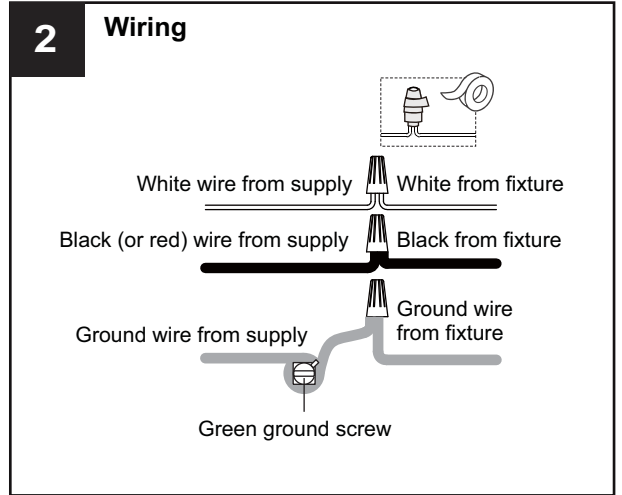 2 Wiring
White wire from supply White from fixture
Black (or red) wire from supply Black from fixture
Ground wire from supply
Ground wire
from fixture
Green ground screw